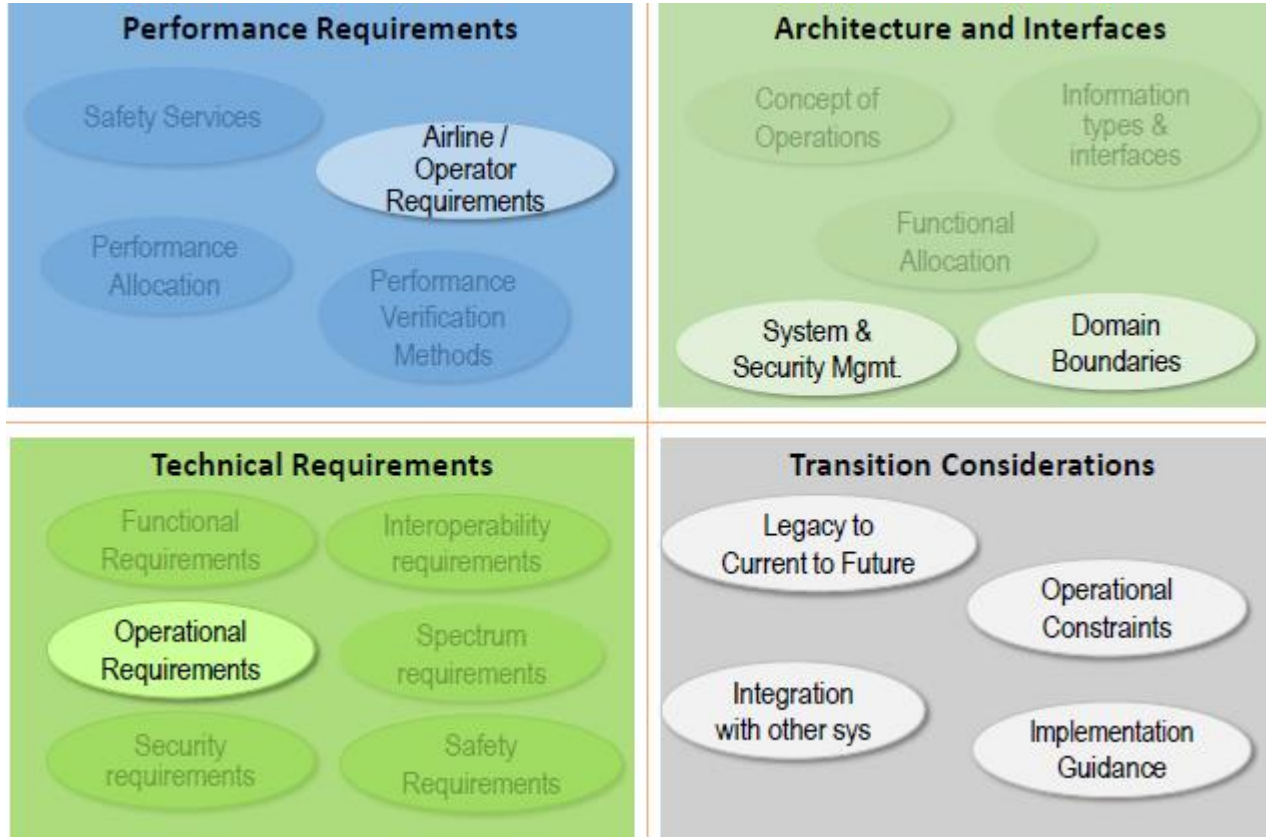 Performance Requirements
Safety Services
Airline /
Operator
Requirements
Performance
Allocation
Performance
Verification
Methods
Architecture and Interfaces
Concept of
Operations
Information
types &
interfaces
Functional
Allocation
System &
Security Mgmt.
Domain
Boundaries
Technical Requirements
Functional
Requirements
Interoperability
requirements
Operational
Requirements
Spectrum
requirements
Security
requirements
Safety
Requirements
Transition Considerations
Legacy to
Current to Future
Operational
Constraints
Integration
with other sys
Implementation
Guidance